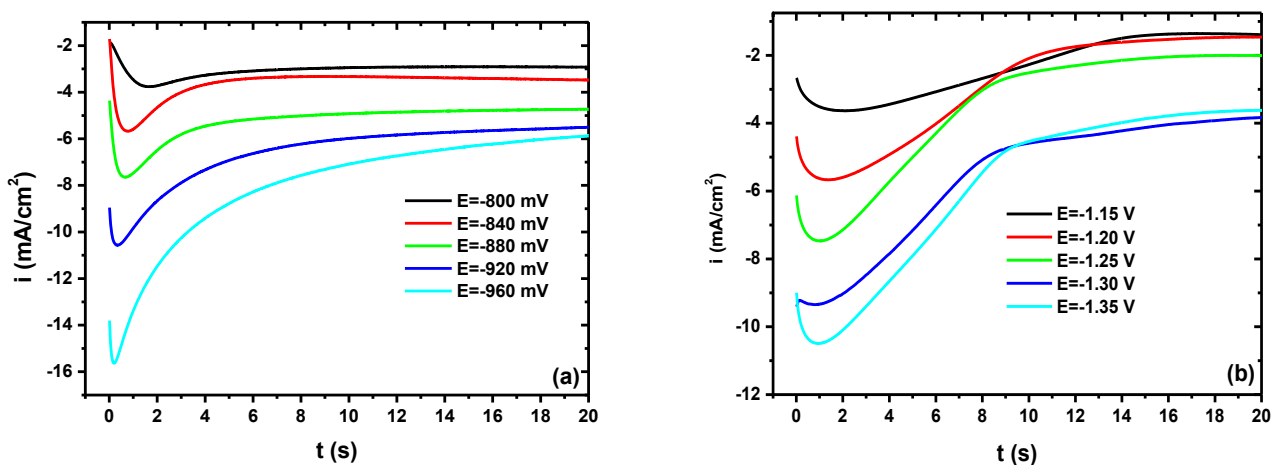 -2
-4
-6
-8
-10
-12
-14
-16
i (mA/cm²)
0 2 4 6 8 10 12 14 16 18 20
t (s)
E=-800 mV
E=-840 mV
E=-880 mV
E=-920 mV
E=-960 mV
(a)
-2
-4
-6
-8
-10
-12
i (mA/cm²)
0 2 4 6 8 10 12 14 16 18 20
t (s)
E=-1.15 V
E=-1.20 V
E=-1.25 V
E=-1.30 V
E=-1.35 V
(b)